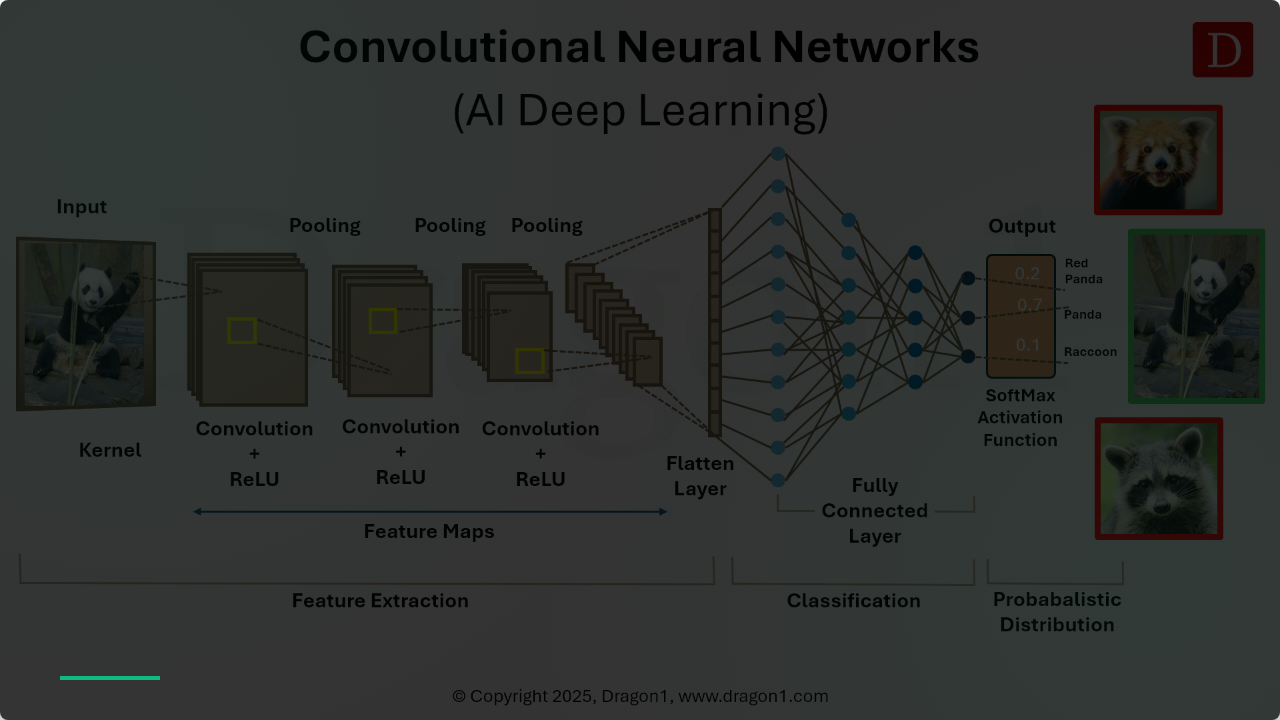 Convolutional Neural Networks
(AI Deep Learning)
D
Input
Pooling
Pooling
Pooling
Output
Red
Panda
0.2
0.7
Panda
0.1
Raccoon
SoftMax
Activation
Function
Kernel
Convolution
+
ReLU
Convolution
+
ReLU
Convolution
+
ReLU
Flatten
Layer
Fully
Connected
Layer
Feature Maps
Feature Extraction
Classification
Probabalistic
Distribution
© Copyright 2025, Dragon1, www.dragon1.com